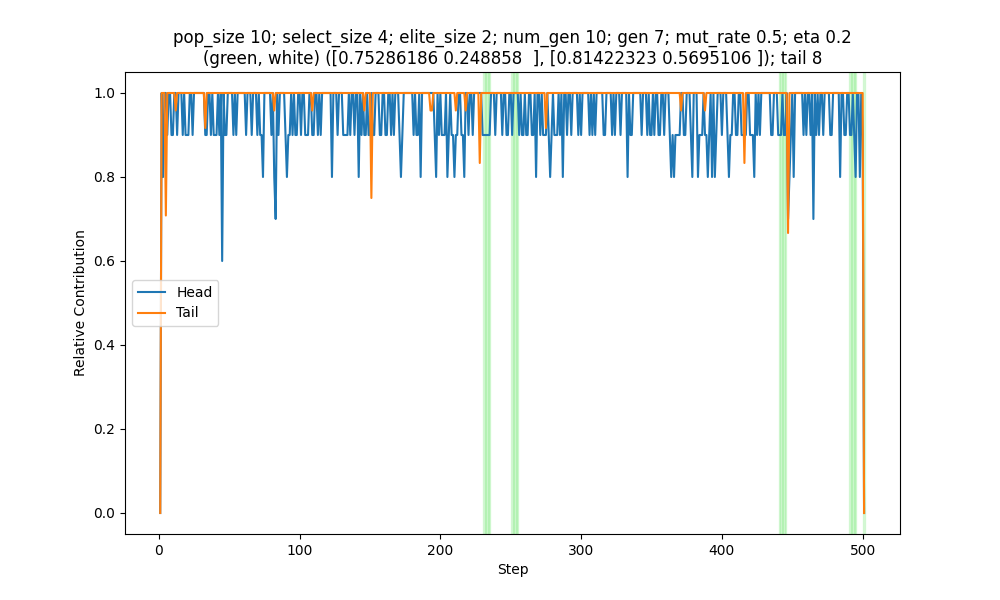 pop_size 10; select_size 4; elite_size 2; num_gen 10; gen 7; mut_rate 0.5; eta 0.2
(green, white) ([0.75286186 0.248858  ], [0.81422323 0.5695106 ]); tail 8
1.0
0.8
0.6
0.4
0.2
0.0
Relative Contribution
Head
Tail
0 100 200 300 400 500
Step